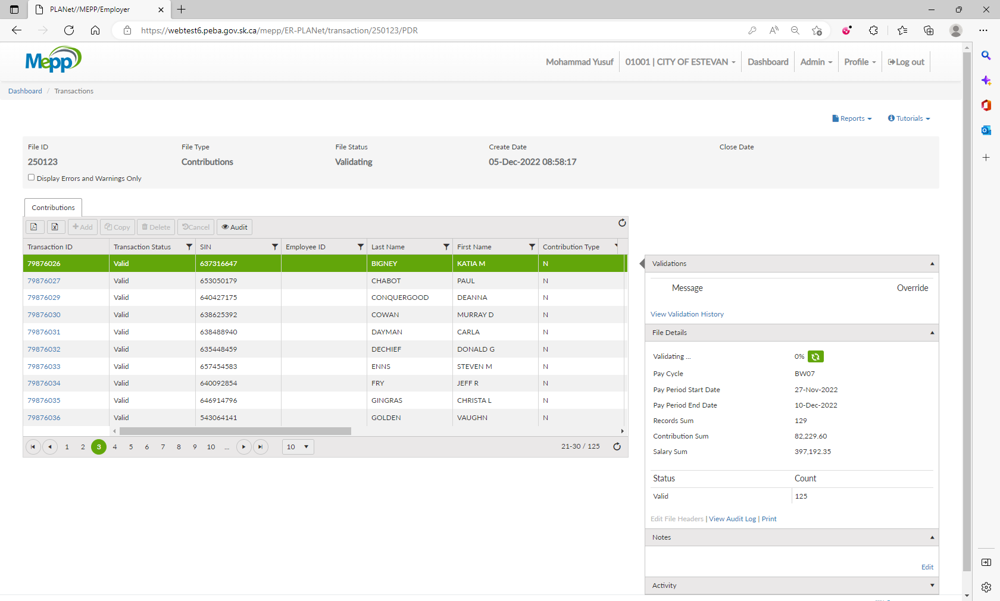 PLANet//MEPP/Employer
https://webtest6.peba.gov.sk.ca/mepp/ER-PLANet/transaction/250123/PDR
Mepp
Mohammad Yusuf
01001 | CITY OF ESTEVAN
Dashboard
Admin
Profile
Log out
Dashboard / Transactions
Reports
Tutorials
File ID File Type File Status Create Date Close Date
250123 Contributions Validating 05-Dec-2022 08:58:17
Display Errors and Warnings Only
Contributions
Add Copy Delete Cancel Audit
Transaction ID Transaction Status SIN Employee ID Last Name First Name Contribution Type
79876026 Valid 637316647 BIGNEY KATIA M N
79876027 Valid 653050179 CHABOT PAUL N
79876029 Valid 640427175 CONQUERGOOD DEANNA N
79876030 Valid 638625392 COWAN MURRAY D N
79876031 Valid 638488940 DAYMAN CARLA N
79876032 Valid 635448459 DECHIEF DONALD G N
79876033 Valid 657454583 ENNS STEVEN M N
79876034 Valid 640092854 FRY JEFF R N
79876035 Valid 646914796 GINGRAS CHRISTA L N
79876036 Valid 543064141 GOLDEN VAUGHN N
1 2 3 4 5 6 7 8 9 10 ... 10 21-30 / 125
Validations
Message Override
View Validation History
File Details
Validating ... 0%
Pay Cycle BW07
Pay Period Start Date 27-Nov-2022
Pay Period End Date 10-Dec-2022
Records Sum 129
Contribution Sum 82,229.60
Salary Sum 397,192.35
Status Count
Valid 125
Edit File Headers | View Audit Log | Print
Notes
Edit
Activity